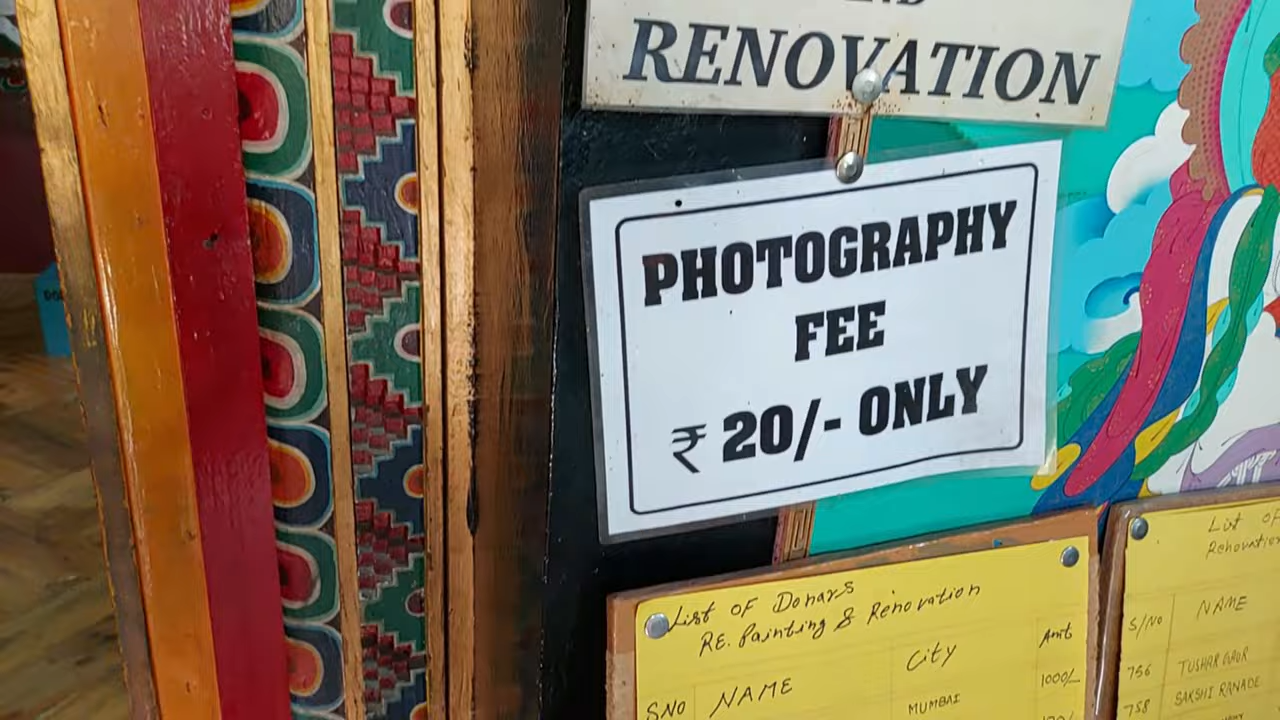 RENOVATION
PHOTOGRAPHY
FEE
₹ 20/- ONLY
List OF Donars
RE. Painting & Renovation
SNO NAME City Amt
MUMBAI 1000/-
List OF
Renovation
S/NO NAME
756 TUSHAR GAUR
758 SAKSHI RANADE